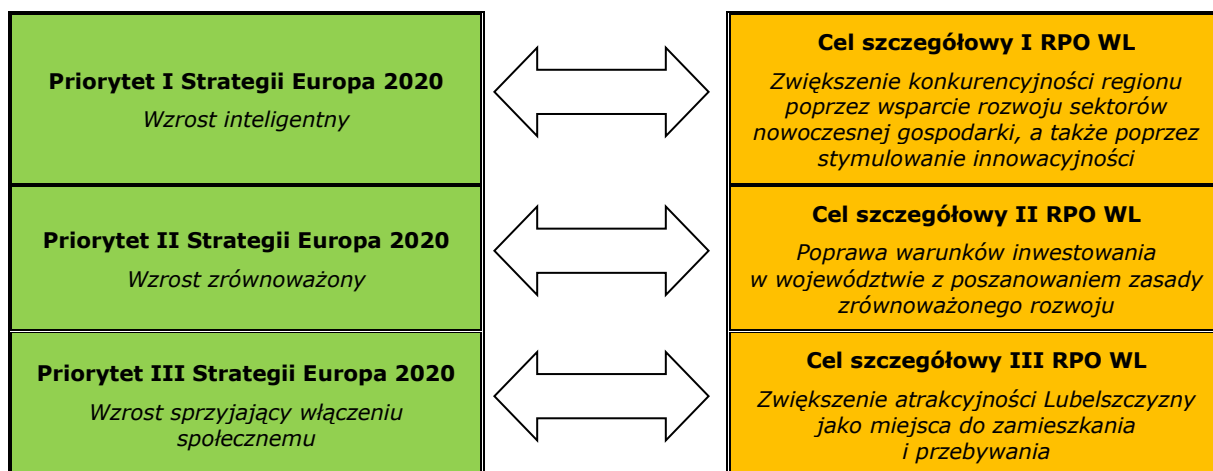 Priorytet I Strategii Europa 2020
Wzrost inteligentny
Cel szczegółowy I RPO WL
Zwiększenie konkurencyjności regionu
poprzez wsparcie rozwoju sektorów
nowoczesnej gospodarki, a także poprzez
stymulowanie innowacyjności
Priorytet II Strategii Europa 2020
Wzrost zrównoważony
Cel szczegółowy II RPO WL
Poprawa warunków inwestowania
w województwie z poszanowaniem zasady
zrównoważonego rozwoju
Priorytet III Strategii Europa 2020
Wzrost sprzyjający włączeniu
społecznemu
Cel szczegółowy III RPO WL
Zwiększenie atrakcyjności Lubelszczyzny
jako miejsca do zamieszkania
i przebywania